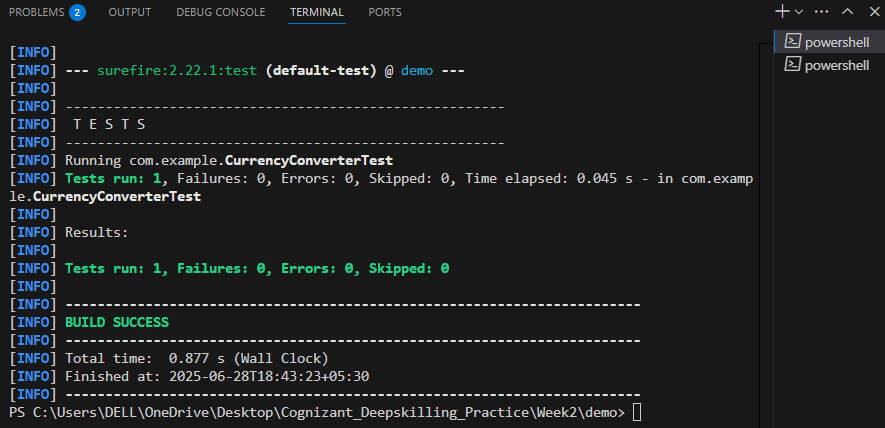 PROBLEMS 2 OUTPUT DEBUG CONSOLE TERMINAL PORTS
powershell
powershell
[INFO]
[INFO] --- surefire:2.22.1:test (default-test) @ demo ---
[INFO]
[INFO] -------------------------------------------------------
[INFO]  T E S T S
[INFO] -------------------------------------------------------
[INFO] Running com.example.CurrencyConverterTest
[INFO] Tests run: 1, Failures: 0, Errors: 0, Skipped: 0, Time elapsed: 0.045 s - in com.examp
le.CurrencyConverterTest
[INFO]
[INFO] Results:
[INFO]
[INFO] Tests run: 1, Failures: 0, Errors: 0, Skipped: 0
[INFO]
[INFO] ------------------------------------------------------------------------
[INFO] BUILD SUCCESS
[INFO] ------------------------------------------------------------------------
[INFO] Total time:  0.877 s (Wall Clock)
[INFO] Finished at: 2025-06-28T18:43:23+05:30
[INFO] ------------------------------------------------------------------------
PS C:\Users\DELL\OneDrive\Desktop\Cognizant_Deepskilling_Practice\Week2\demo>